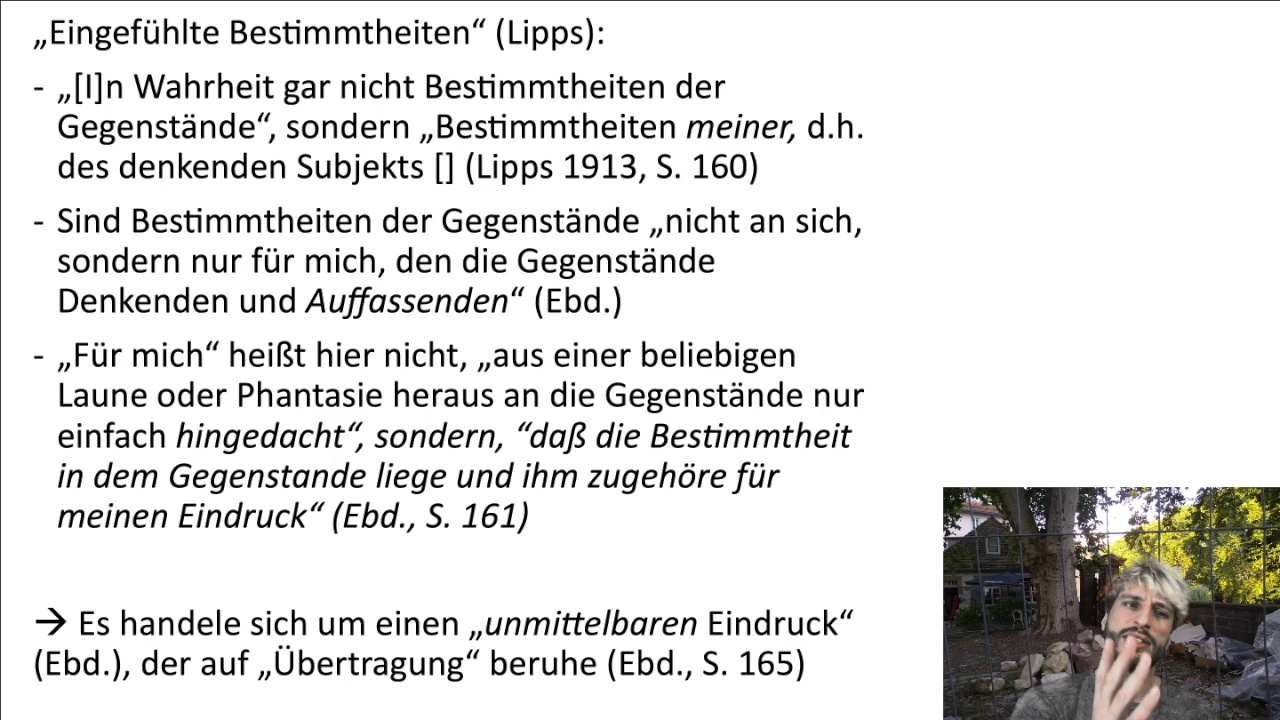 „Eingefühlte Bestimmtheiten“ (Lipps):
- „[I]n Wahrheit gar nicht Bestimmtheiten der
Gegenstände“, sondern „Bestimmtheiten meiner, d.h.
des denkenden Subjekts [] (Lipps 1913, S. 160)
- Sind Bestimmtheiten der Gegenstände „nicht an sich,
sondern nur für mich, den die Gegenstände
Denkenden und Auffassenden“ (Ebd.)
- „Für mich“ heißt hier nicht, „aus einer beliebigen
Laune oder Phantasie heraus an die Gegenstände nur
einfach hingedacht“, sondern, “daß die Bestimmtheit
in dem Gegenstande liege und ihm zugehöre für
meinen Eindruck“ (Ebd., S. 161)
→ Es handele sich um einen „unmittelbaren Eindruck“
(Ebd.), der auf „Übertragung“ beruhe (Ebd., S. 165)